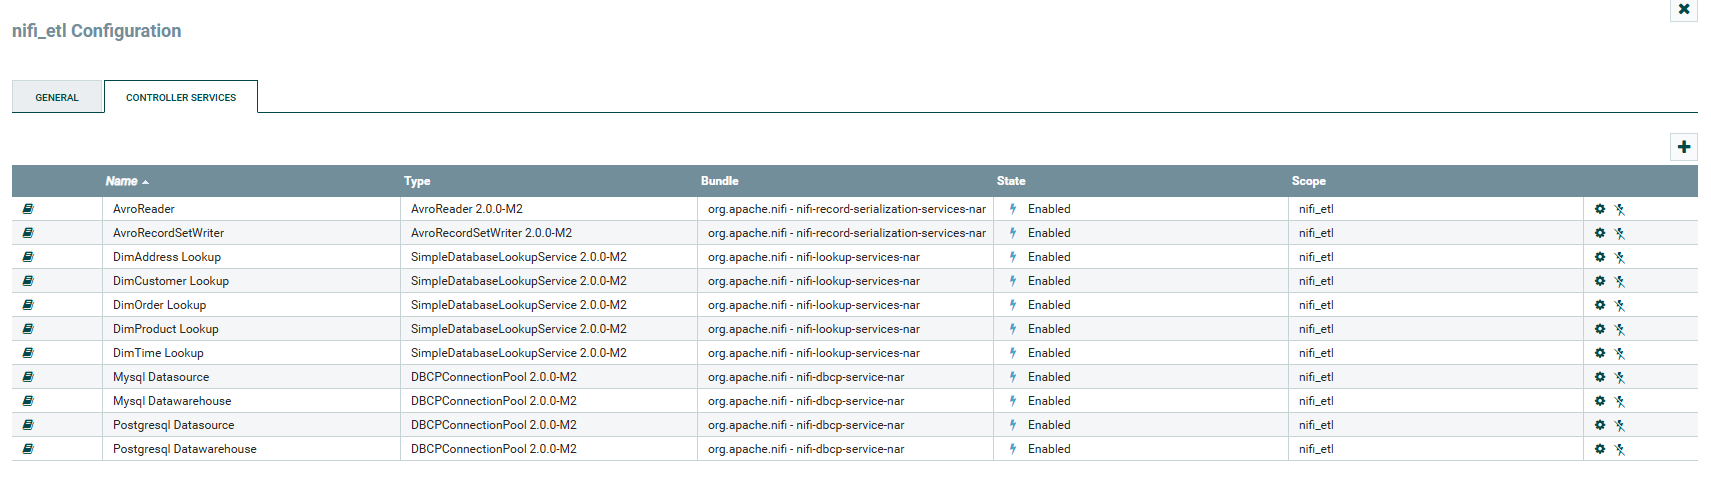 nifi_etl Configuration
GENERAL CONTROLLER SERVICES
Name Type Bundle State Scope
AvroReader AvroReader 2.0.0-M2 org.apache.nifi - nifi-record-serialization-services-nar Enabled nifi_etl
AvroRecordSetWriter AvroRecordSetWriter 2.0.0-M2 org.apache.nifi - nifi-record-serialization-services-nar Enabled nifi_etl
DimAddress Lookup SimpleDatabaseLookupService 2.0.0-M2 org.apache.nifi - nifi-lookup-services-nar Enabled nifi_etl
DimCustomer Lookup SimpleDatabaseLookupService 2.0.0-M2 org.apache.nifi - nifi-lookup-services-nar Enabled nifi_etl
DimOrder Lookup SimpleDatabaseLookupService 2.0.0-M2 org.apache.nifi - nifi-lookup-services-nar Enabled nifi_etl
DimProduct Lookup SimpleDatabaseLookupService 2.0.0-M2 org.apache.nifi - nifi-lookup-services-nar Enabled nifi_etl
DimTime Lookup SimpleDatabaseLookupService 2.0.0-M2 org.apache.nifi - nifi-lookup-services-nar Enabled nifi_etl
Mysql Datasource DBCPConnectionPool 2.0.0-M2 org.apache.nifi - nifi-dbcp-service-nar Enabled nifi_etl
Mysql Datawarehouse DBCPConnectionPool 2.0.0-M2 org.apache.nifi - nifi-dbcp-service-nar Enabled nifi_etl
Postgresql Datasource DBCPConnectionPool 2.0.0-M2 org.apache.nifi - nifi-dbcp-service-nar Enabled nifi_etl
Postgresql Datawarehouse DBCPConnectionPool 2.0.0-M2 org.apache.nifi - nifi-dbcp-service-nar Enabled nifi_etl